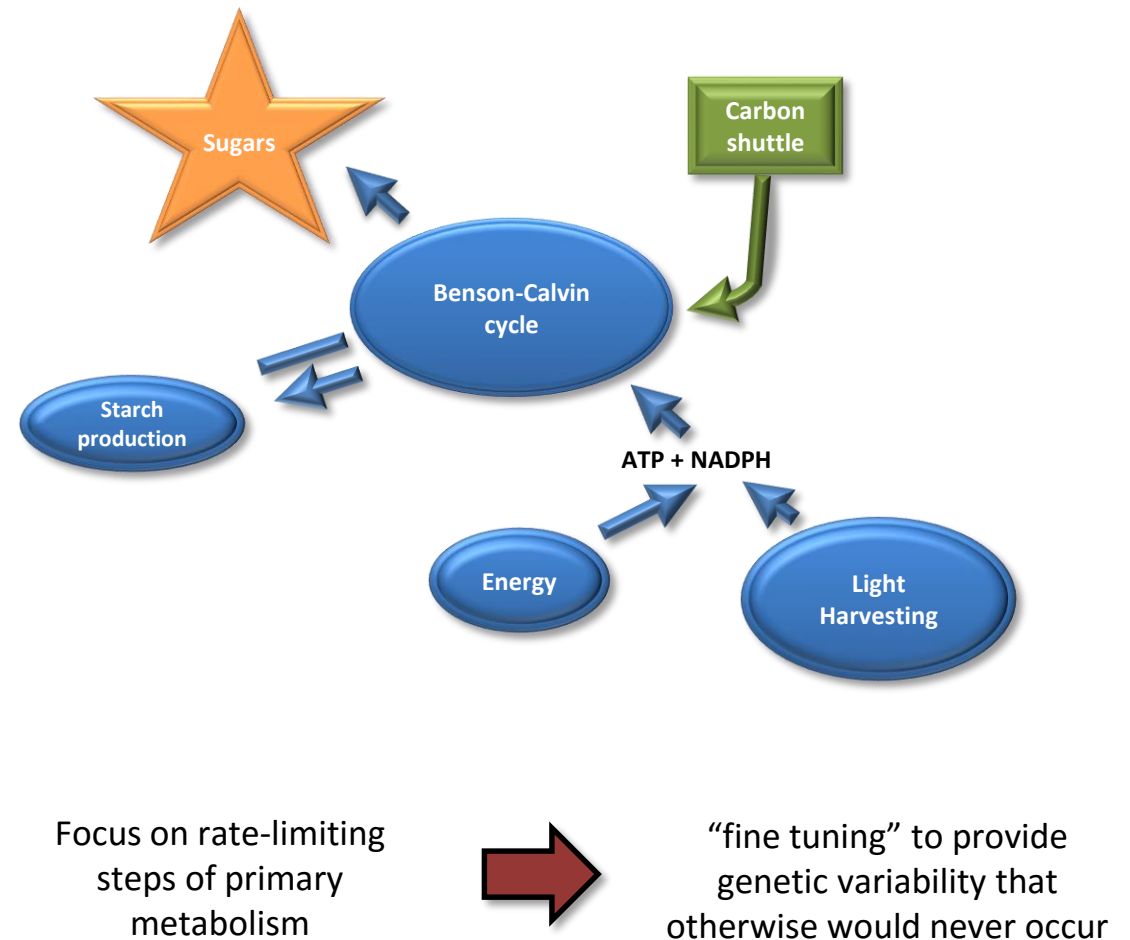 Sugars
Carbon
shuttle
Benson-Calvin
cycle
Starch
production
ATP + NADPH
Energy
Light
Harvesting
Focus on rate-limiting
steps of primary
metabolism
“fine tuning” to provide
genetic variability that
otherwise would never occur